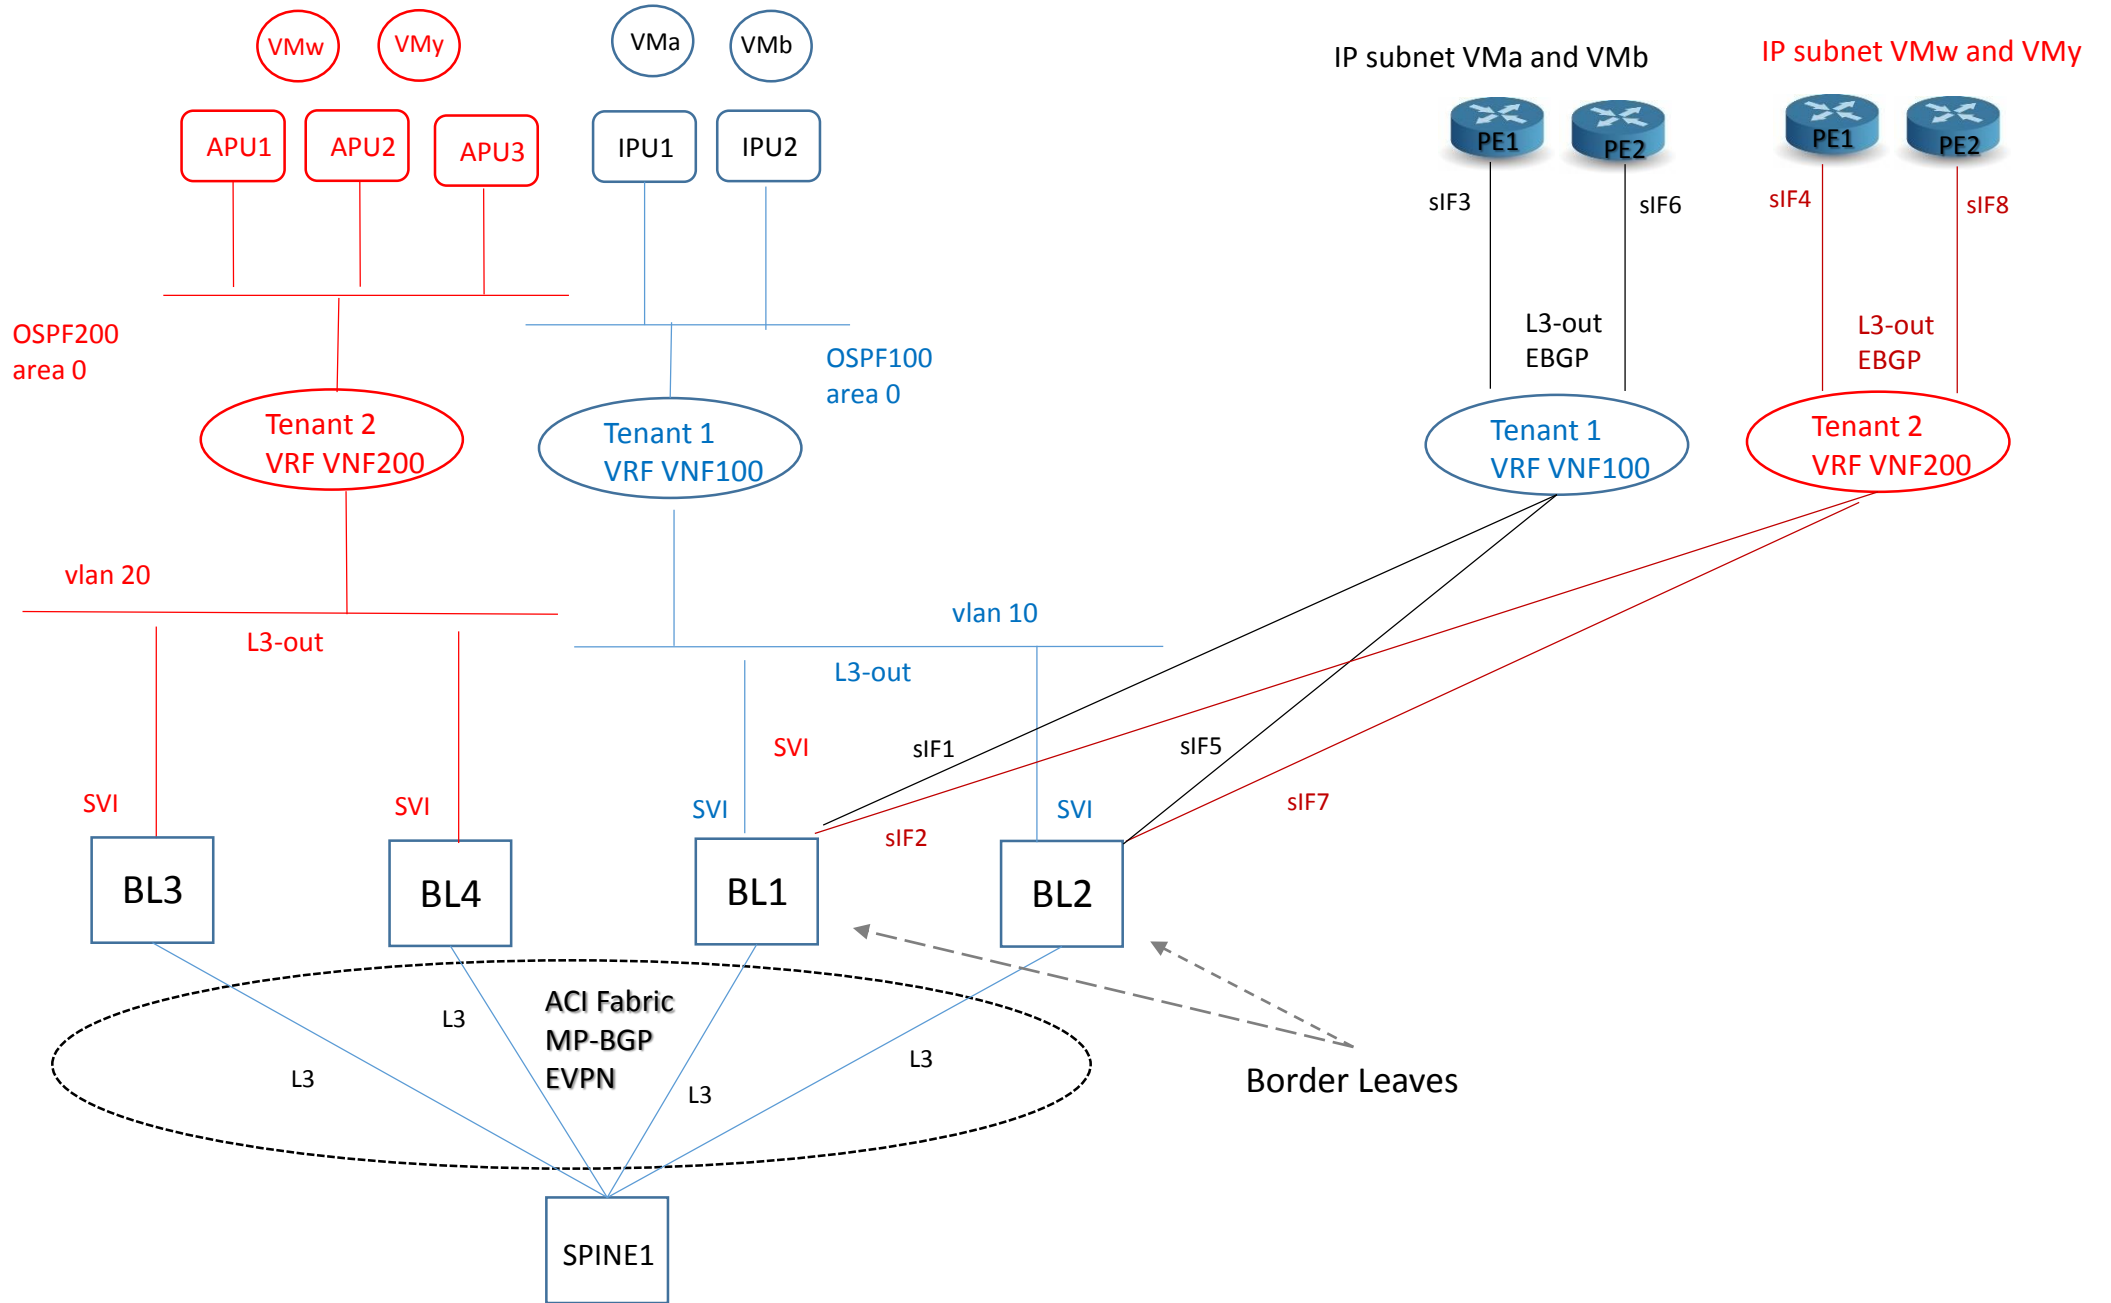 VMw
VMy
VMa
VMb
IP subnet VMa and VMb
IP subnet VMw and VMy
APU1
APU2
APU3
IPU1
IPU2
PE1
PE2
PE1
PE2
sIF3
sIF6
sIF4
sIF8
OSPF200
area 0
OSPF100
area 0
L3-out
EBGP
L3-out
EBGP
Tenant 2
VRF VNF200
Tenant 1
VRF VNF100
Tenant 1
VRF VNF100
Tenant 2
VRF VNF200
vlan 20
L3-out
vlan 10
L3-out
SVI
sIF1
sIF5
SVI
SVI
SVI
SVI
sIF7
sIF2
BL3
BL4
BL1
BL2
ACI Fabric
MP-BGP
EVPN
L3
L3
L3
L3
Border Leaves
SPINE1